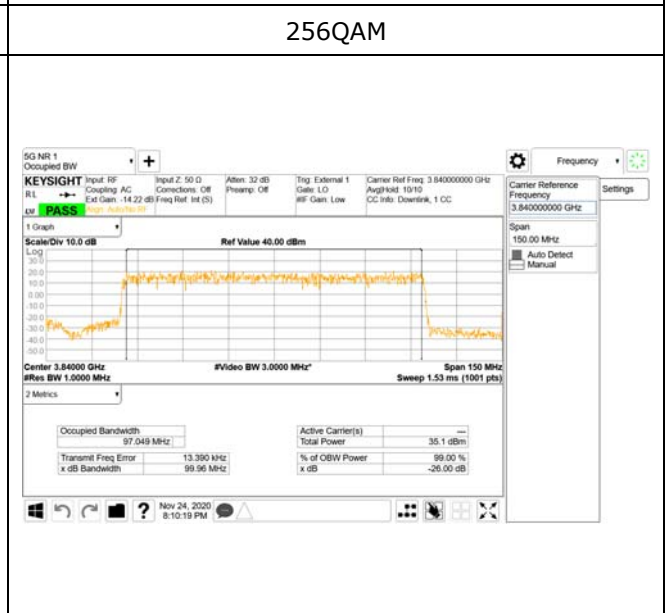 256QAM
5G NR 1
Occupied BW
+
Frequency
KEYSIGHT
Input: RF
Input Z: 50 Ω
Atten: 32 dB
Trig: External 1
Carrier Ref Freq: 3.840000000 GHz
RL
Coupling: AC
Corrections: Off
Preamp: Off
Gate: LO
Avg|Hold: 10/10
Ext Gain: -14.22 dB
Freq Ref: Int (S)
#IF Gain: Low
CC Info: Downlink, 1 CC
PASS
Align: Auto/No RF
1 Graph
Scale/Div 10.0 dB
Ref Value 40.00 dBm
Log
30.0
20.0
10.0
0.00
-10.0
-20.0
-30.0
-40.0
-50.0
Center 3.84000 GHz
#Video BW 3.0000 MHz*
Span 150 MHz
#Res BW 1.0000 MHz
Sweep 1.53 ms (1001 pts)
2 Metrics
Occupied Bandwidth
97.049 MHz
Transmit Freq Error 13.390 kHz
x dB Bandwidth 99.96 MHz
Active Carrier(s) ---
Total Power 35.1 dBm
% of OBW Power 99.00 %
x dB -26.00 dB
Carrier Reference
Frequency
3.840000000 GHz
Settings
Span
150.00 MHz
Auto Detect
Manual
?
Nov 24, 2020
8:10:19 PM